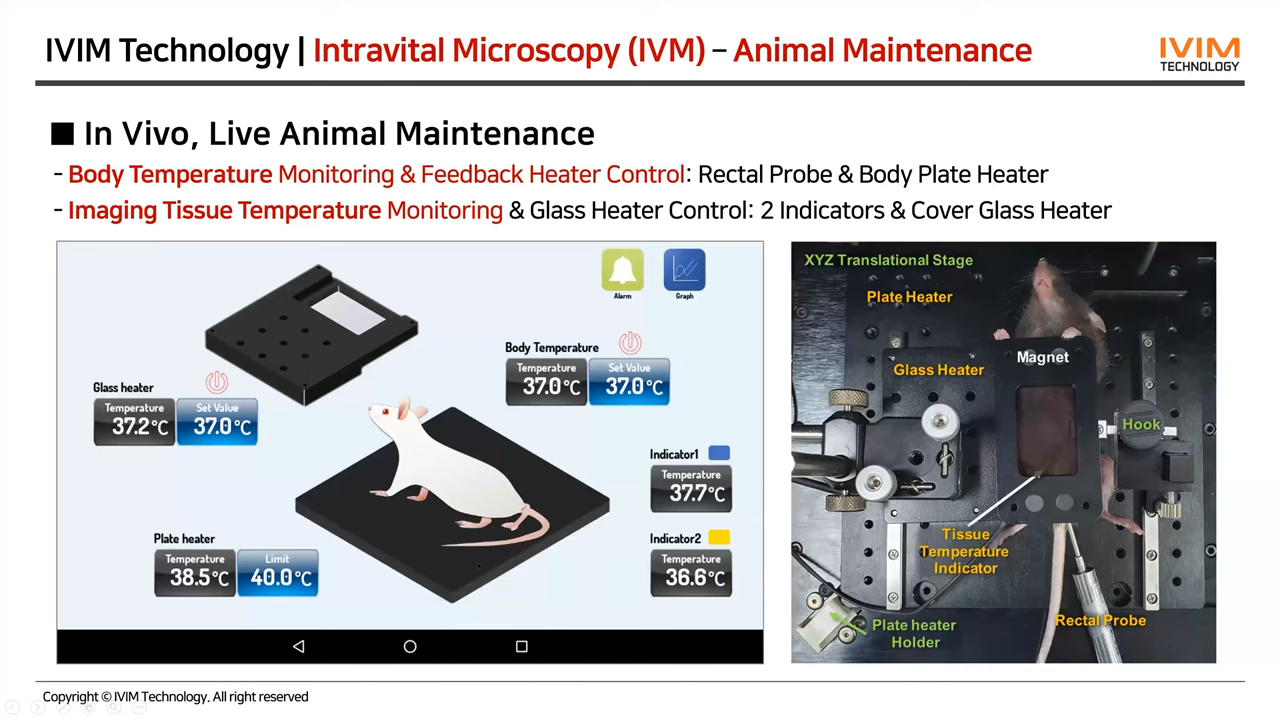 IVIM Technology | Intravital Microscopy (IVM) – Animal Maintenance
IVIM
TECHNOLOGY
■ In Vivo, Live Animal Maintenance
- Body Temperature Monitoring & Feedback Heater Control: Rectal Probe & Body Plate Heater
- Imaging Tissue Temperature Monitoring & Glass Heater Control: 2 Indicators & Cover Glass Heater
Alarm
Graph
Body Temperature
Temperature
37.0°C
Set Value
37.0°C
Glass heater
Temperature
37.2°C
Set Value
37.0°C
Indicator1
Temperature
37.7°C
Plate heater
Temperature
38.5°C
Limit
40.0°C
Indicator2
Temperature
36.6°C
XYZ Translational Stage
Plate Heater
Magnet
Glass Heater
Hook
Tissue
Temperature
Indicator
Plate heater
Holder
Rectal Probe
Copyright © IVIM Technology. All right reserved